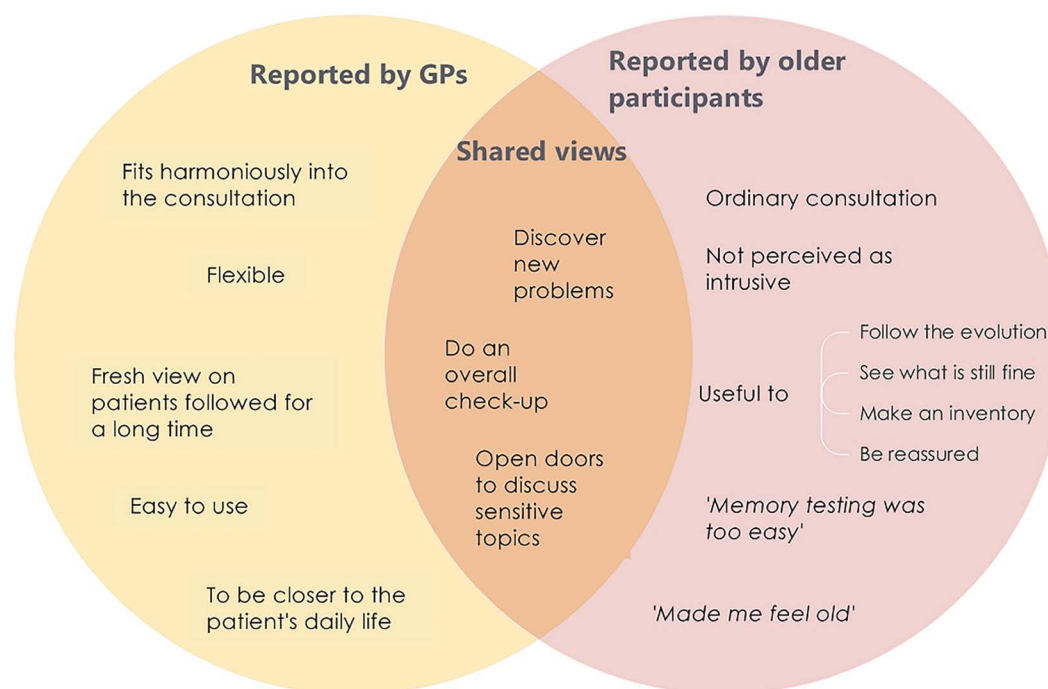 Reported by GPs
Fits harmoniously into
the consultation
Flexible
Fresh view on
patients followed for
a long time
Easy to use
To be closer to the
patient's daily life
Shared views
Discover
new
problems
Do an
overall
check-up
Open doors
to discuss
sensitive
topics
Reported by older
participants
Ordinary consultation
Not perceived as
intrusive
Useful to
Follow the evolution
See what is still fine
Make an inventory
Be reassured
'Memory testing was
too easy'
'Made me feel old'